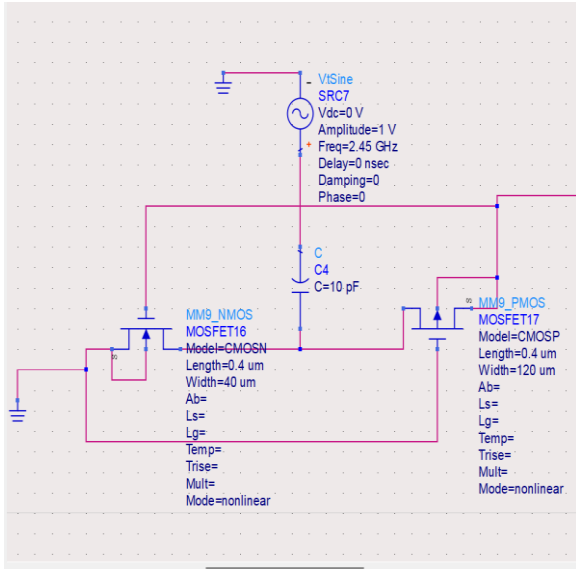 VtSine
SRC7
Vdc=0 V
Amplitude=1 V
Freq=2.45 GHz
Delay=0 nsec
Damping=0
Phase=0
C
C4
C=10 pF
MM9_NMOS
MOSFET16
Model=CMOSN
Length=0.4 um
Width=40 um
Ab=
Ls=
Lg=
Temp=
Trise=
Mult=
Mode=nonlinear
S
MM9_PMOS
MOSFET17
Model=CMOSP
Length=0.4 um
Width=120 um
Ab=
Ls=
Lg=
Temp=
Trise=
Mult=
Mode=nonlinear
S